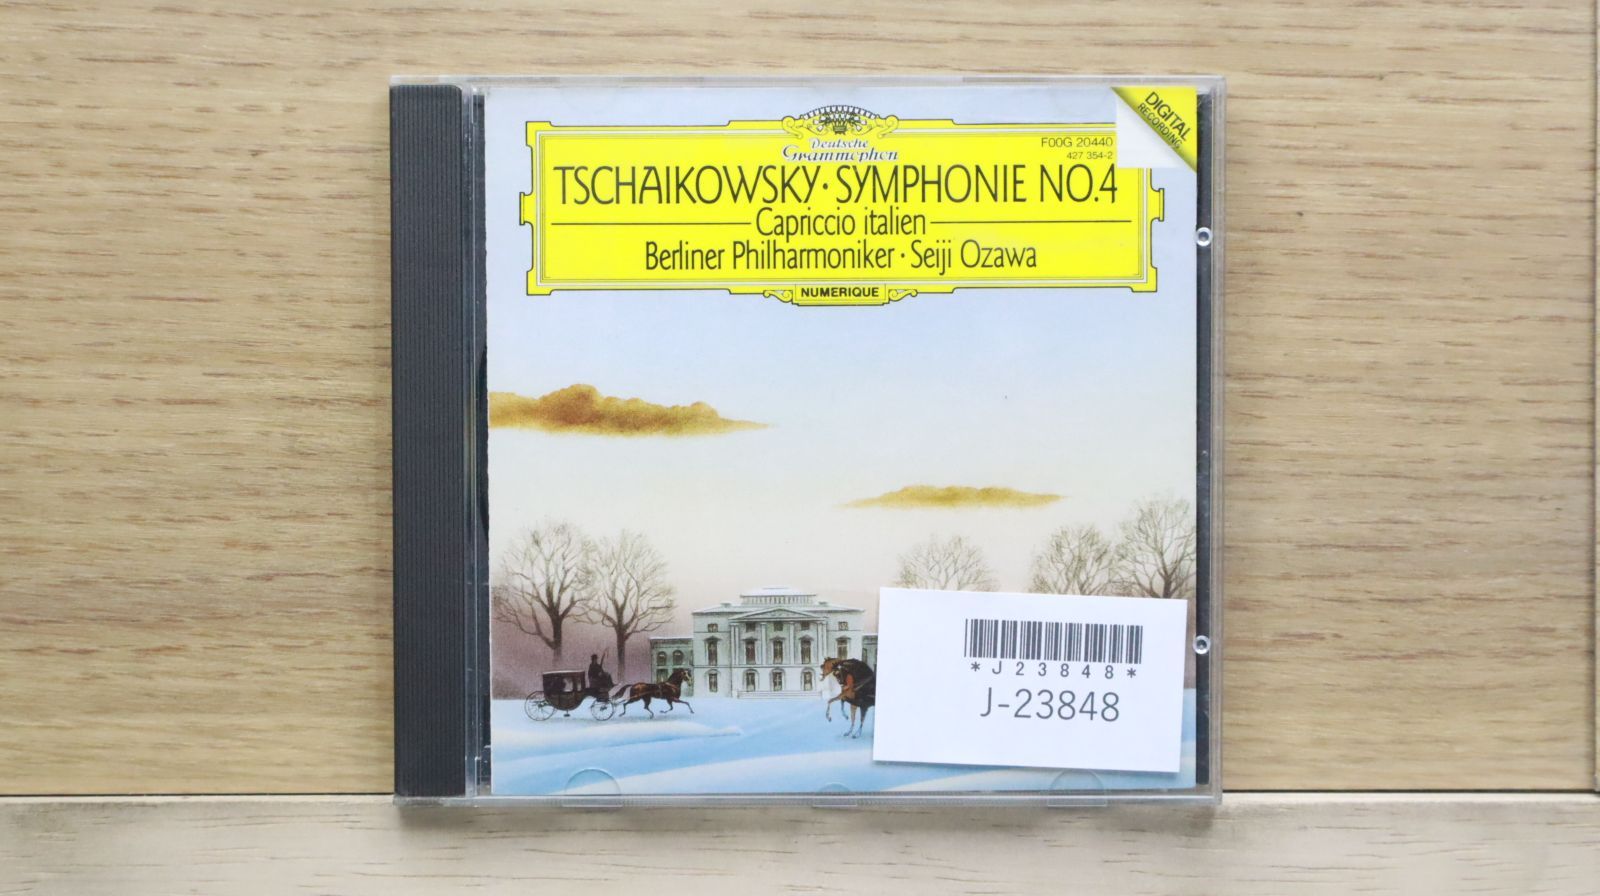 Deutsche
Grammophon
DIGITAL
RECORDING
F00G 20440
427 354-2
TSCHAIKOWSKY · SYMPHONIE NO.4
Capriccio italien
Berliner Philharmoniker · Seiji Ozawa
NUMERIQUE
*J23848*
J-23848